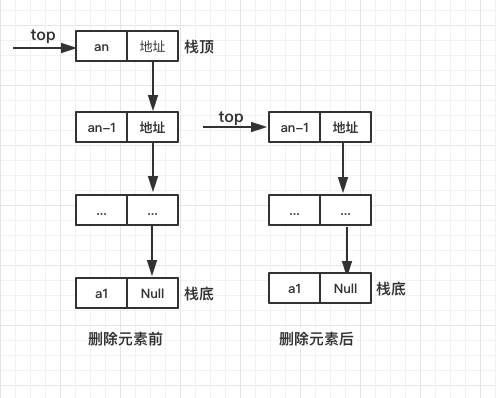 top
an 地址 栈顶
top
an-1 地址
an-1 地址
... ...
... ...
a1 Null 栈底
a1 Null 栈底
删除元素前
删除元素后